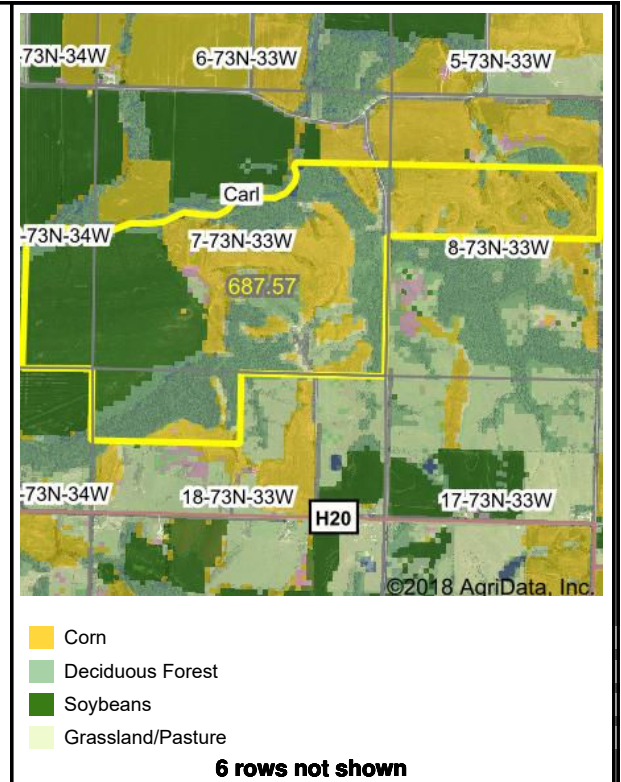 -73N-34W 6-73N-33W 5-73N-33W
Carl
-73N-34W 7-73N-33W 8-73N-33W
687.57
-73N-34W 18-73N-33W 17-73N-33W
H20
©2018 AgriData, Inc.
Corn
Deciduous Forest
Soybeans
Grassland/Pasture
6 rows not shown